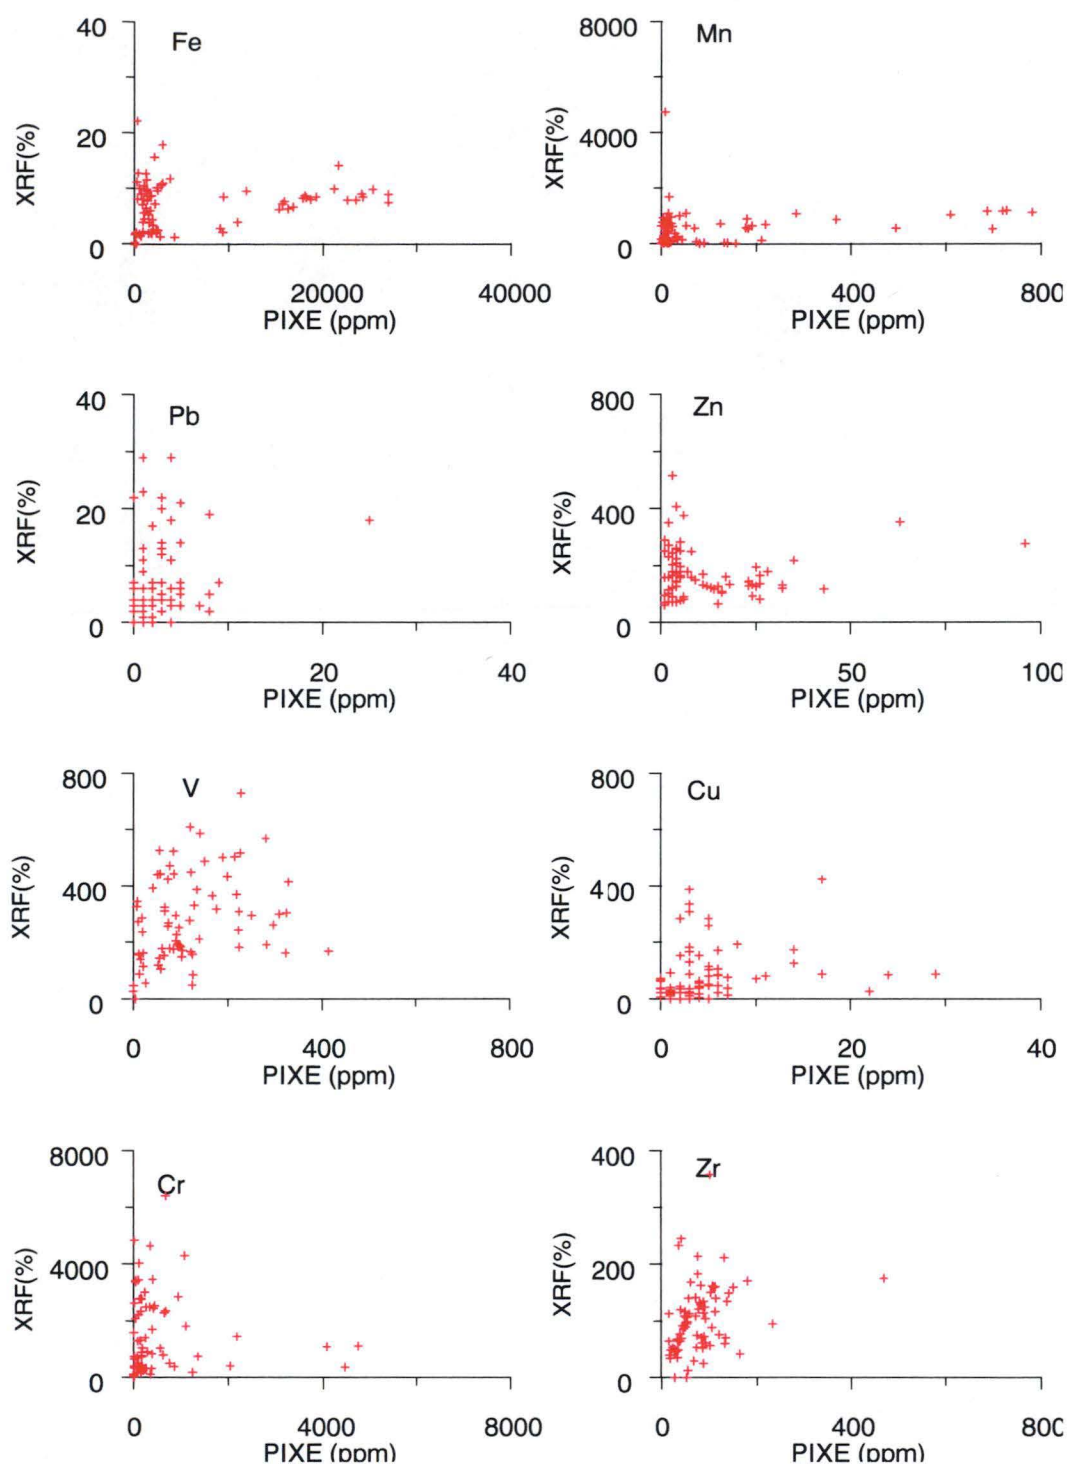 40
Fe
20
XRF(%)
0
0 20000 40000
PIXE (ppm)
8000
Mn
4000
XRF(%)
0
0 400 800
PIXE (ppm)
40
Pb
20
XRF(%)
0
0 20 40
PIXE (ppm)
800
Zn
400
XRF(%)
0
0 50 100
PIXE (ppm)
800
V
400
XRF(%)
0
0 400 800
PIXE (ppm)
800
Cu
400
XRF(%)
0
0 20 40
PIXE (ppm)
8000
Cr
4000
XRF(%)
0
0 4000 8000
PIXE (ppm)
400
Zr
200
XRF(%)
0
0 400 800
PIXE (ppm)